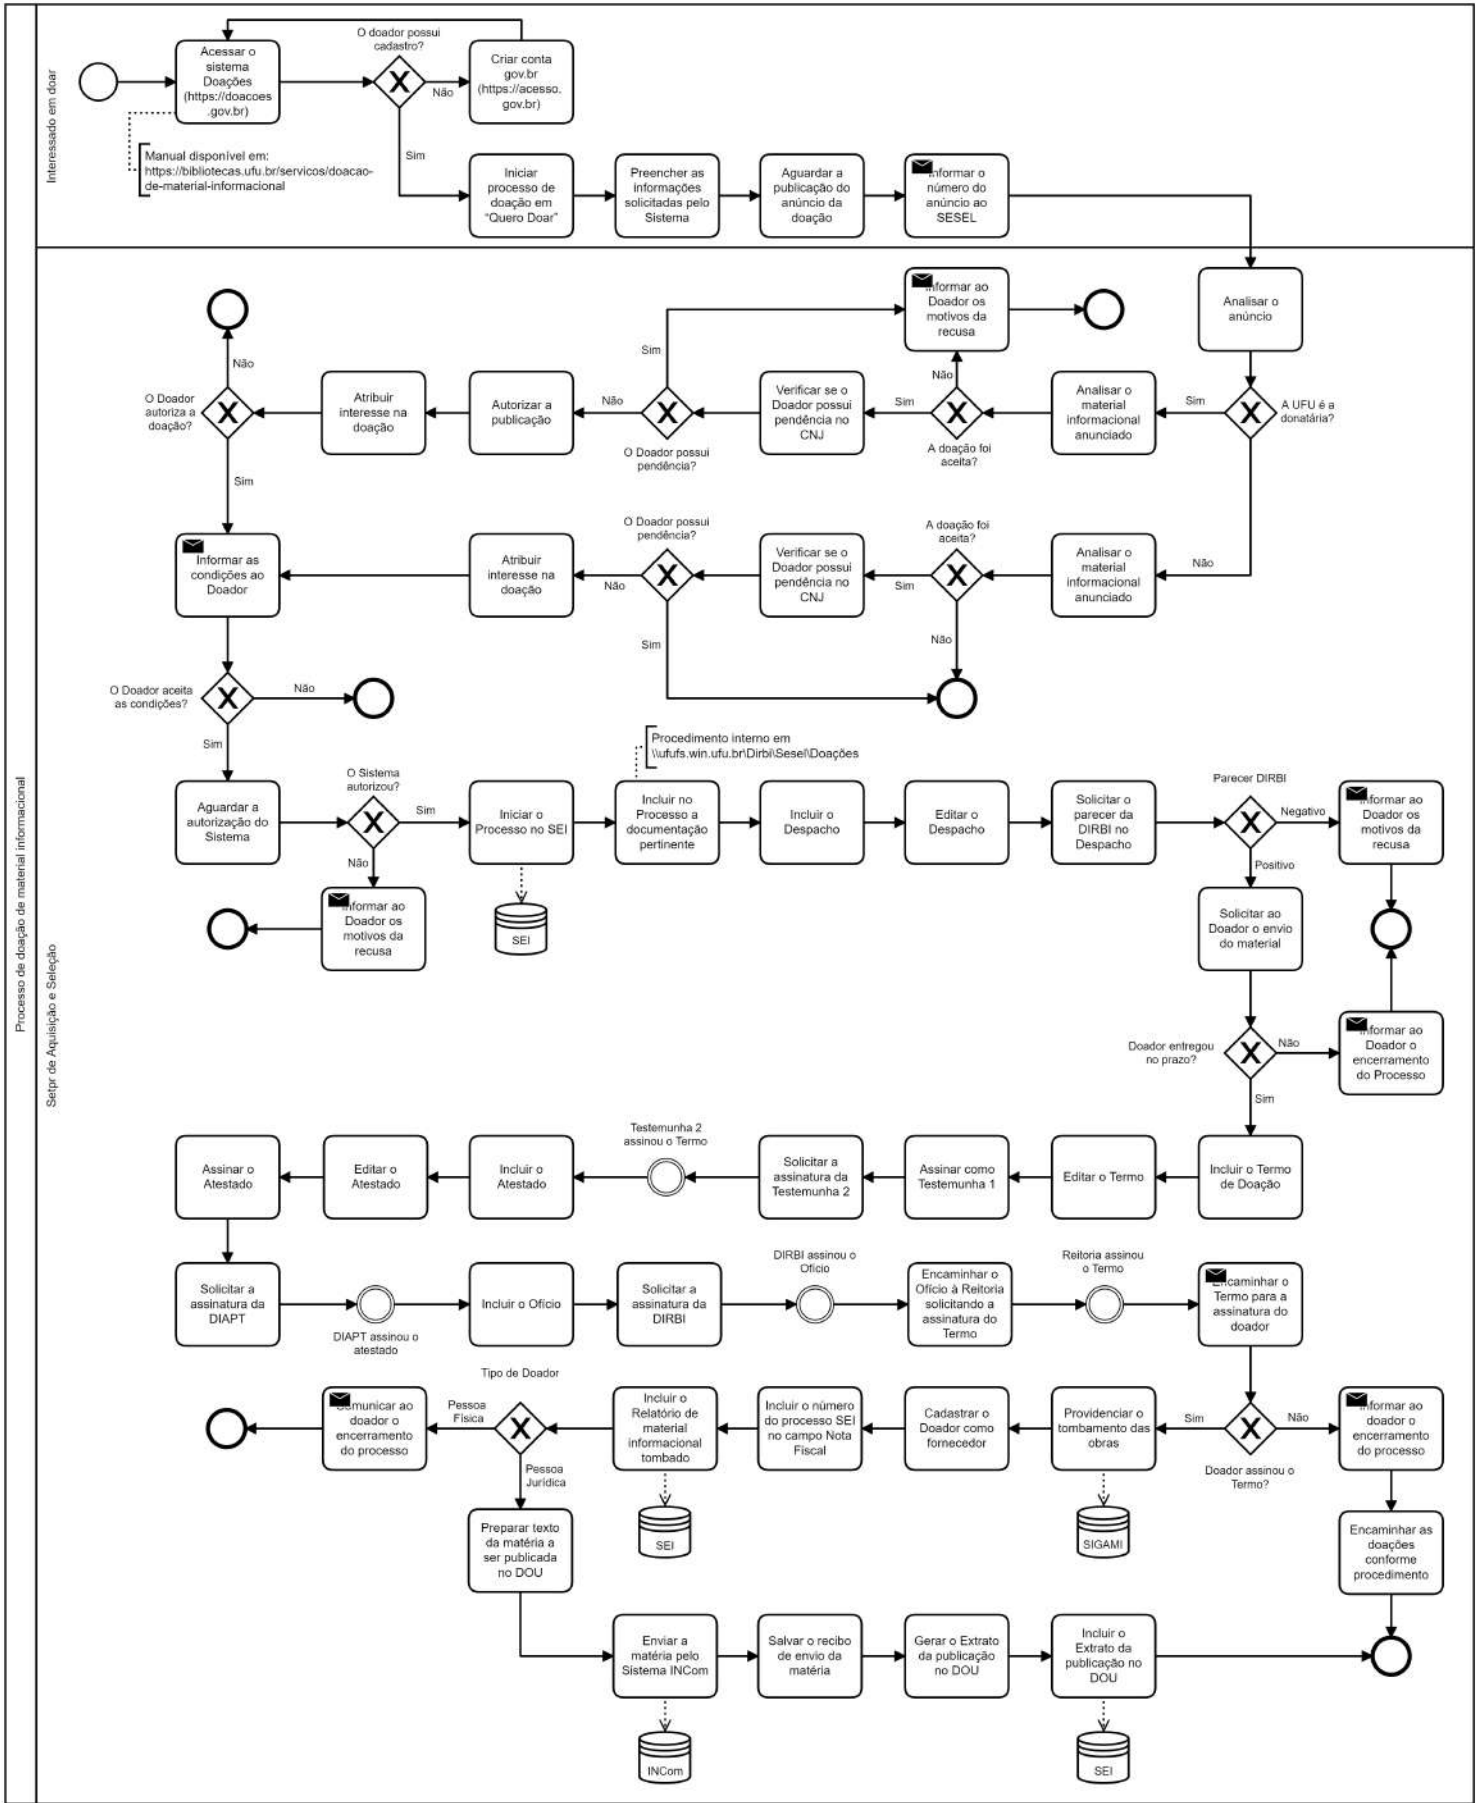 Processo de doação de material informacional
Interessado em doar
Acessar o
sistema
Doações
(https://doacoes
.gov.br)
O doador possui
cadastro?
Não
Sim
Criar conta
gov.br
(https://acesso.
gov.br)
Manual disponível em:
https://bibliotecas.ufu.br/servicos/doacao-
de-material-informacional
Iniciar
processo de
doação em
“Quero Doar”
Preencher as
informações
solicitadas pelo
Sistema
Aguardar a
publicação do
anúncio da
doação
Informar o
número do
anúncio ao
SESEL
Setpr de Aquisição e Seleção
Analisar o
anúncio
A UFU é a
donatária?
Sim
Analisar o
material
informacional
anunciado
A doação foi
aceita?
Não
Informar ao
Doador os
motivos da
recusa
Sim
Verificar se o
Doador possui
pendência no
CNJ
O Doador possui
pendência?
Sim
Não
Autorizar a
publicação
Atribuir
interesse na
doação
O Doador
autoriza a
doação?
Não
Sim
Não
Analisar o
material
informacional
anunciado
A doação foi
aceita?
Sim
Não
Verificar se o
Doador possui
pendência no
CNJ
O Doador possui
pendência?
Não
Sim
Atribuir
interesse na
doação
Informar as
condições ao
Doador
O Doador aceita
as condições?
Não
Sim
Aguardar a
autorização do
Sistema
O Sistema
autorizou?
Sim
Não
Informar ao
Doador os
motivos da
recusa
Iniciar o
Processo no SEI
SEI
Procedimento interno em
\\ufufs.win.ufu.br\Dirbi\Sesel\Doações
Incluir no
Processo a
documentação
pertinente
Incluir o
Despacho
Editar o
Despacho
Solicitar o
parecer da
DIRBI no
Despacho
Parecer DIRBI
Negativo
Positivo
Informar ao
Doador os
motivos da
recusa
Solicitar ao
Doador o envio
do material
Doador entregou
no prazo?
Não
Sim
Informar ao
Doador o
encerramento
do Processo
Incluir o Termo
de Doação
Editar o Termo
Assinar como
Testemunha 1
Solicitar a
assinatura da
Testemunha 2
Testemunha 2
assinou o Termo
Incluir o
Atestado
Editar o
Atestado
Assinar o
Atestado
Solicitar a
assinatura da
DIAPT
DIAPT assinou o
atestado
Incluir o Ofício
Solicitar a
assinatura da
DIRBI
DIRBI assinou o
Ofício
Encaminhar o
Ofício à Reitoria
solicitando a
assinatura do
Termo
Reitoria assinou
o Termo
Encaminhar o
Termo para a
assinatura do
doador
Doador assinou o
Termo?
Não
Sim
Informar ao
doador o
encerramento
do processo
Encaminhar as
doações
conforme
procedimento
Providenciar o
tombamento das
obras
SIGAMI
Cadastrar o
Doador como
fornecedor
Incluir o número
do processo SEI
no campo Nota
Fiscal
Incluir o
Relatório de
material
informacional
tombado
SEI
Tipo de Doador
Pessoa
Física
Pessoa
Jurídica
Comunicar ao
doador o
encerramento
do processo
Preparar texto
da matéria a
ser publicada
no DOU
Enviar a
matéria pelo
Sistema INCom
INCom
Salvar o recibo
de envio da
matéria
Gerar o Extrato
da publicação
no DOU
Incluir o
Extrato da
publicação no
DOU
SEI